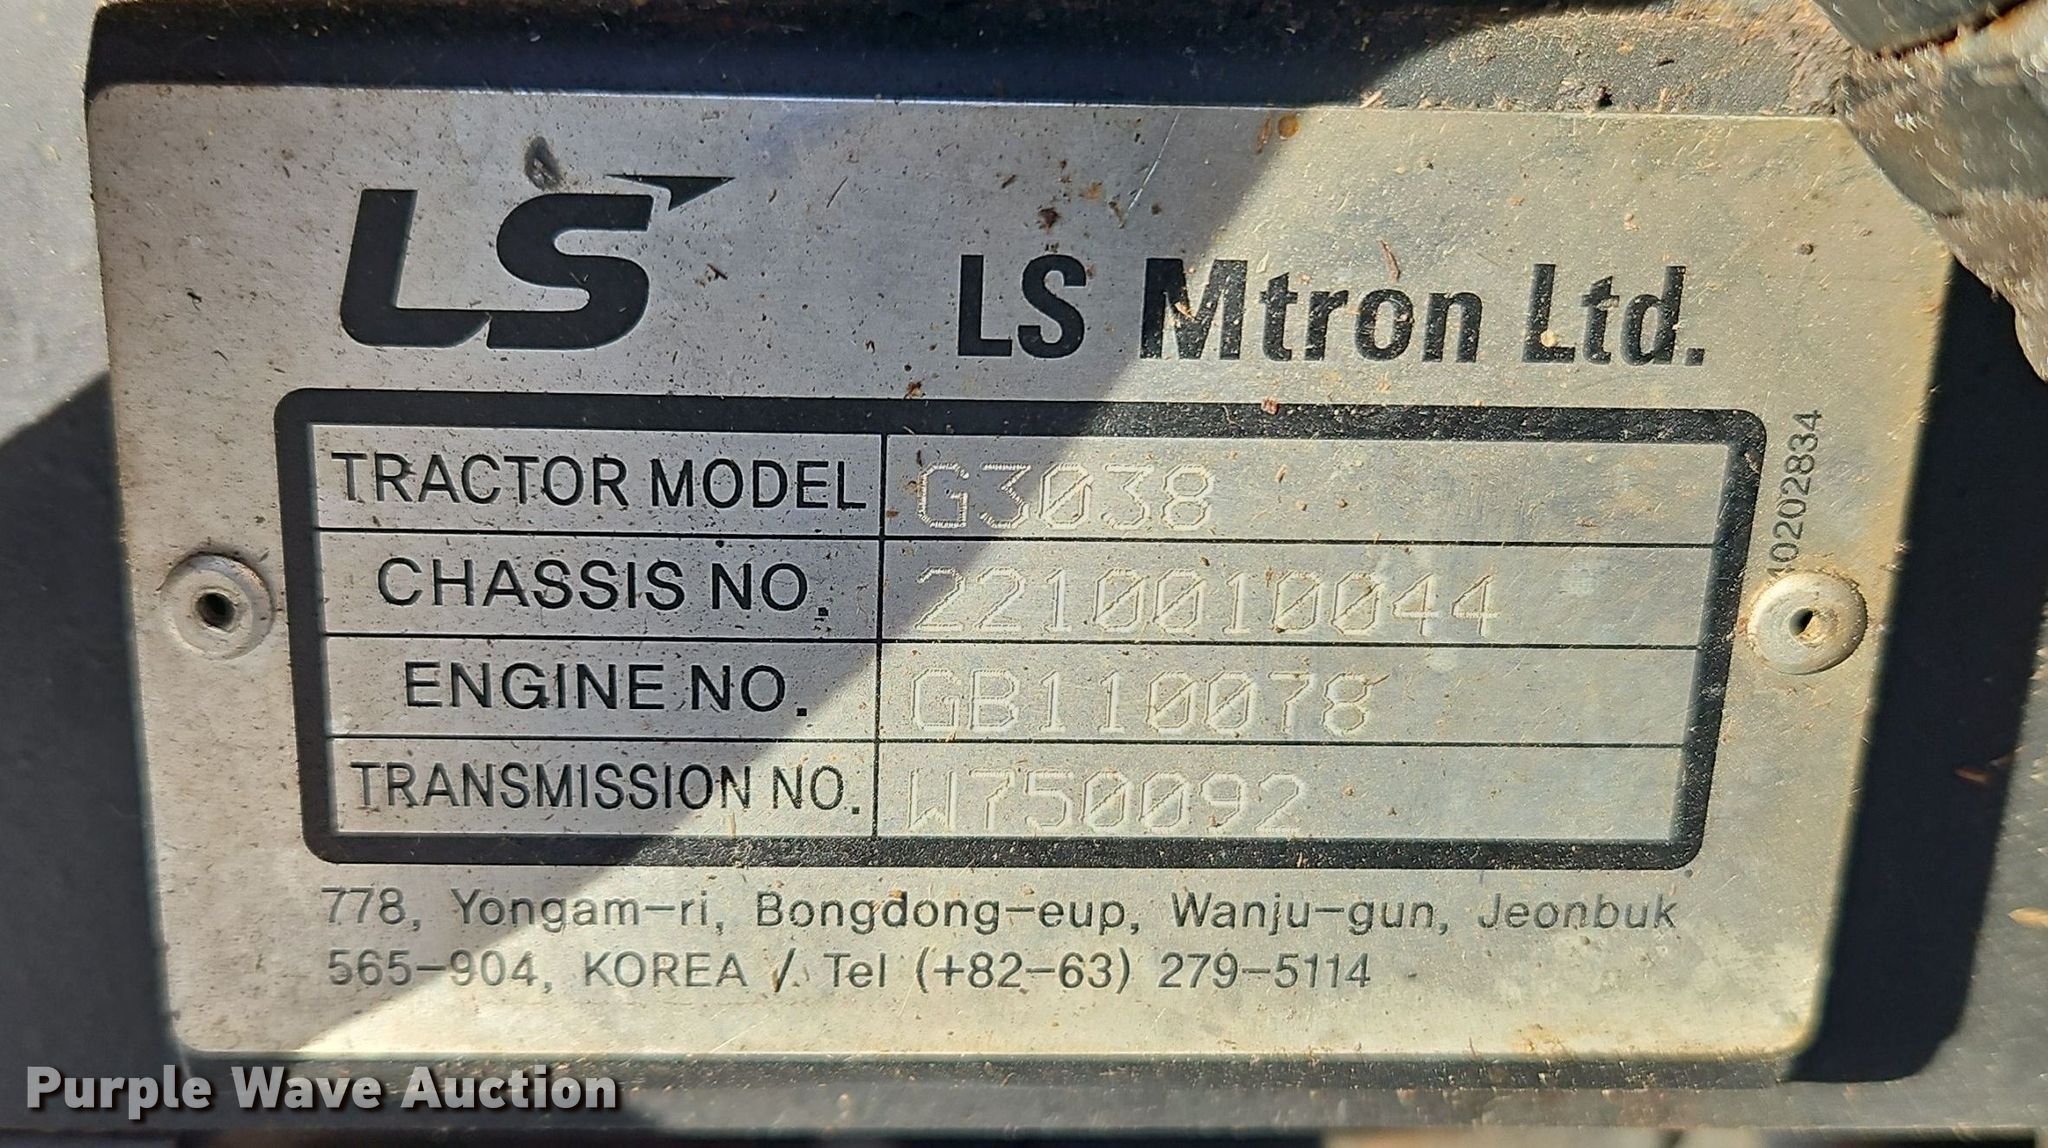 LS
LS Mtron Ltd.
TRACTOR MODEL G3038
CHASSIS NO. 2210010044
ENGINE NO. GB110078
TRANSMISSION NO. W750092
40202834
778, Yongam-ri, Bongdong-eup, Wanju-gun, Jeonbuk
565-904, KOREA / Tel (+82-63) 279-5114
Purple Wave Auction